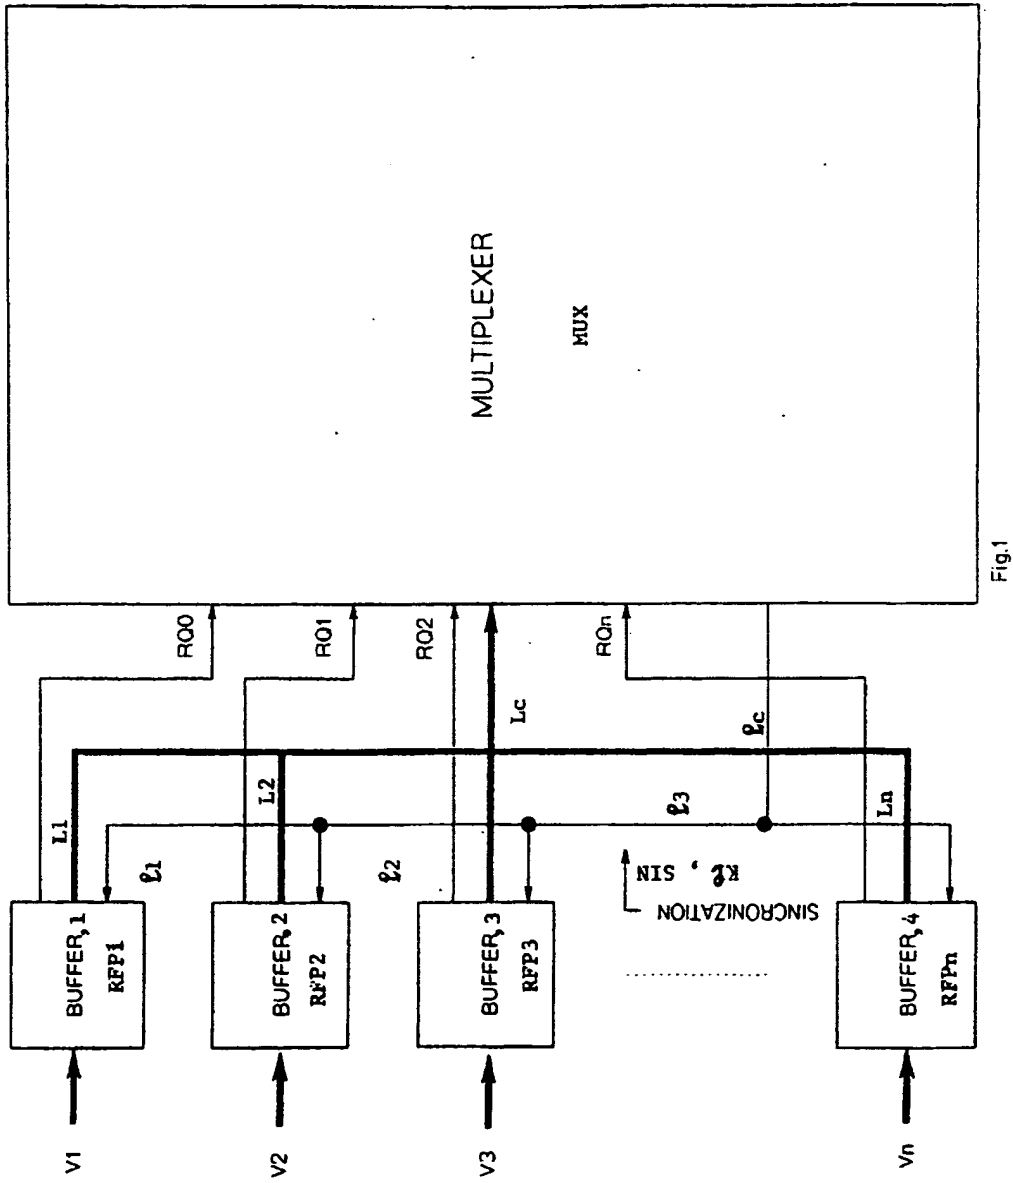 MULTIPLEXER
MUX
RQ0
RQ1
RQ2
RQn
Lc
ℓc
L1
L2
Ln
ℓ1
ℓ2
ℓ3
SINCRONIZATION
Kℓ, SIN
BUFFER, 1
RFP1
BUFFER, 2
RFP2
BUFFER, 3
RFP3
BUFFER, 4
RFPn
V1
V2
V3
Vn
Fig.1